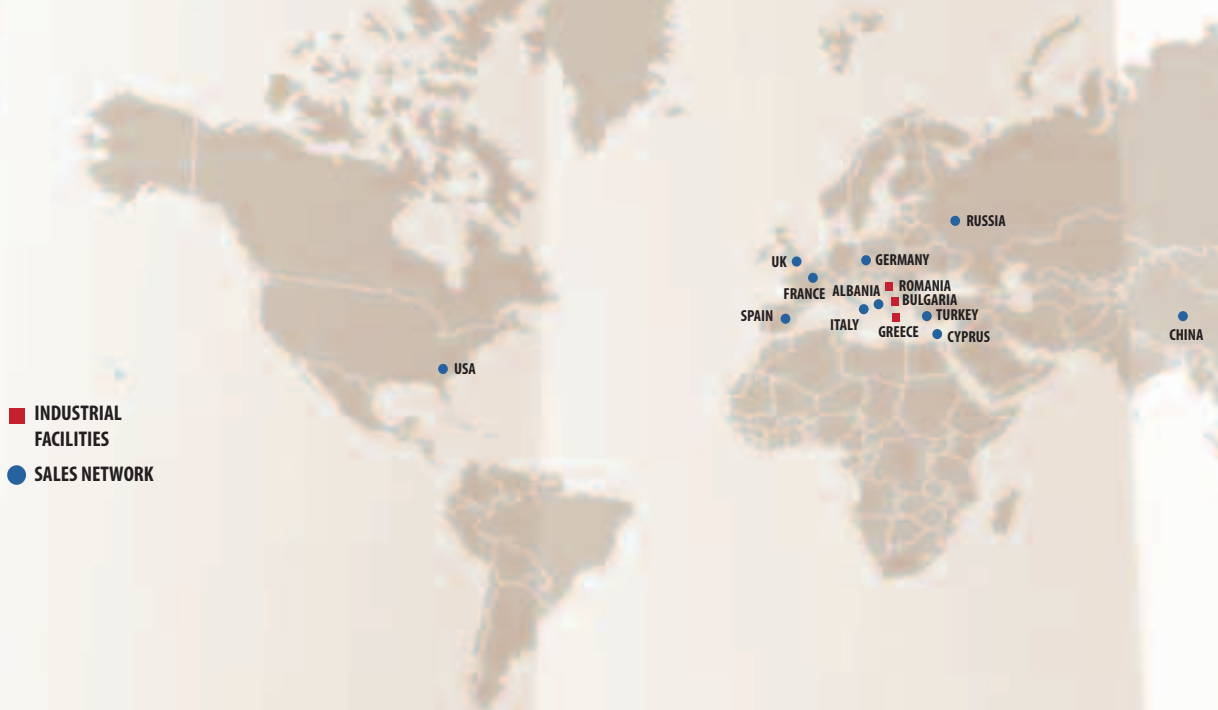 RUSSIA
UK
GERMANY
FRANCE
ALBANIA
ROMANIA
BULGARIA
SPAIN
ITALY
TURKEY
GREECE
CYPRUS
CHINA
USA
INDUSTRIAL
FACILITIES
SALES NETWORK